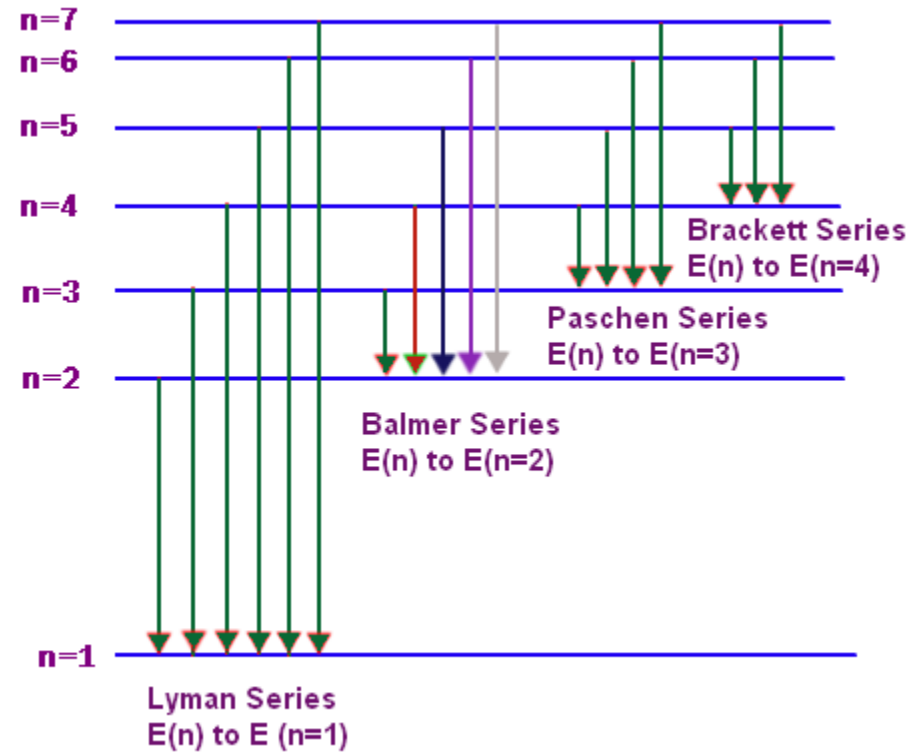 n=7
n=6
n=5
n=4
Brackett Series
E(n) to E(n=4)
n=3
Paschen Series
E(n) to E(n=3)
n=2
Balmer Series
E(n) to E(n=2)
n=1
Lyman Series
E(n) to E (n=1)